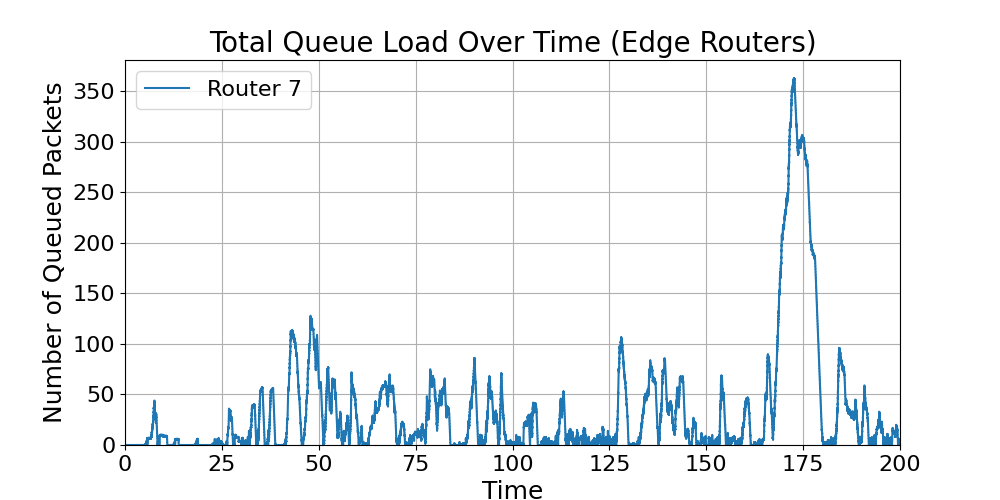 Total Queue Load Over Time (Edge Routers)
Number of Queued Packets
350
300
250
200
150
100
50
0
Router 7
0 25 50 75 100 125 150 175 200
Time